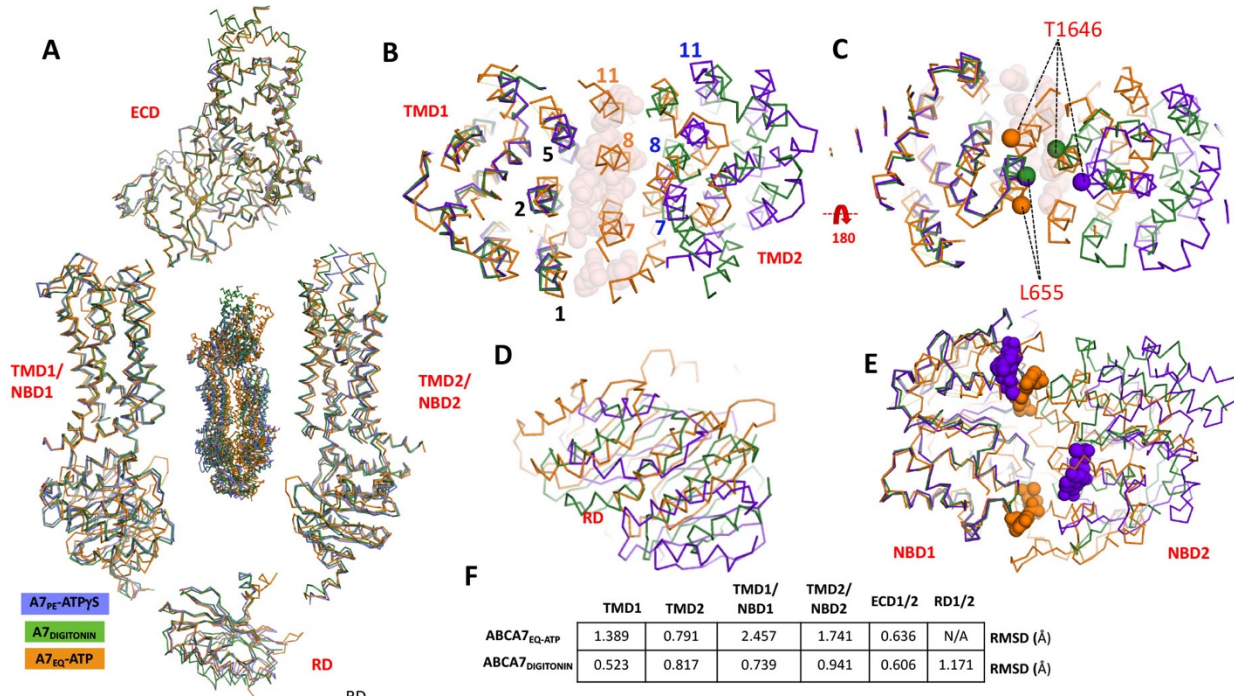 A
ECD
TMD1/
NBD1
TMD2/
NBD2
A7PE-ATPγS
A7DIGITONIN
A7EQ-ATP
RD
RD
B
TMD1
11
11
5
8
8
2
7
7
1
TMD2
180
C
T1646
L655
D
RD
E
NBD1
NBD2
F
TMD1 TMD2 TMD1/NBD1 TMD2/NBD2 ECD1/2 RD1/2
ABCA7EQ-ATP 1.389 0.791 2.457 1.741 0.636 N/A RMSD (Å)
ABCA7DIGITONIN 0.523 0.817 0.739 0.941 0.606 1.171 RMSD (Å)